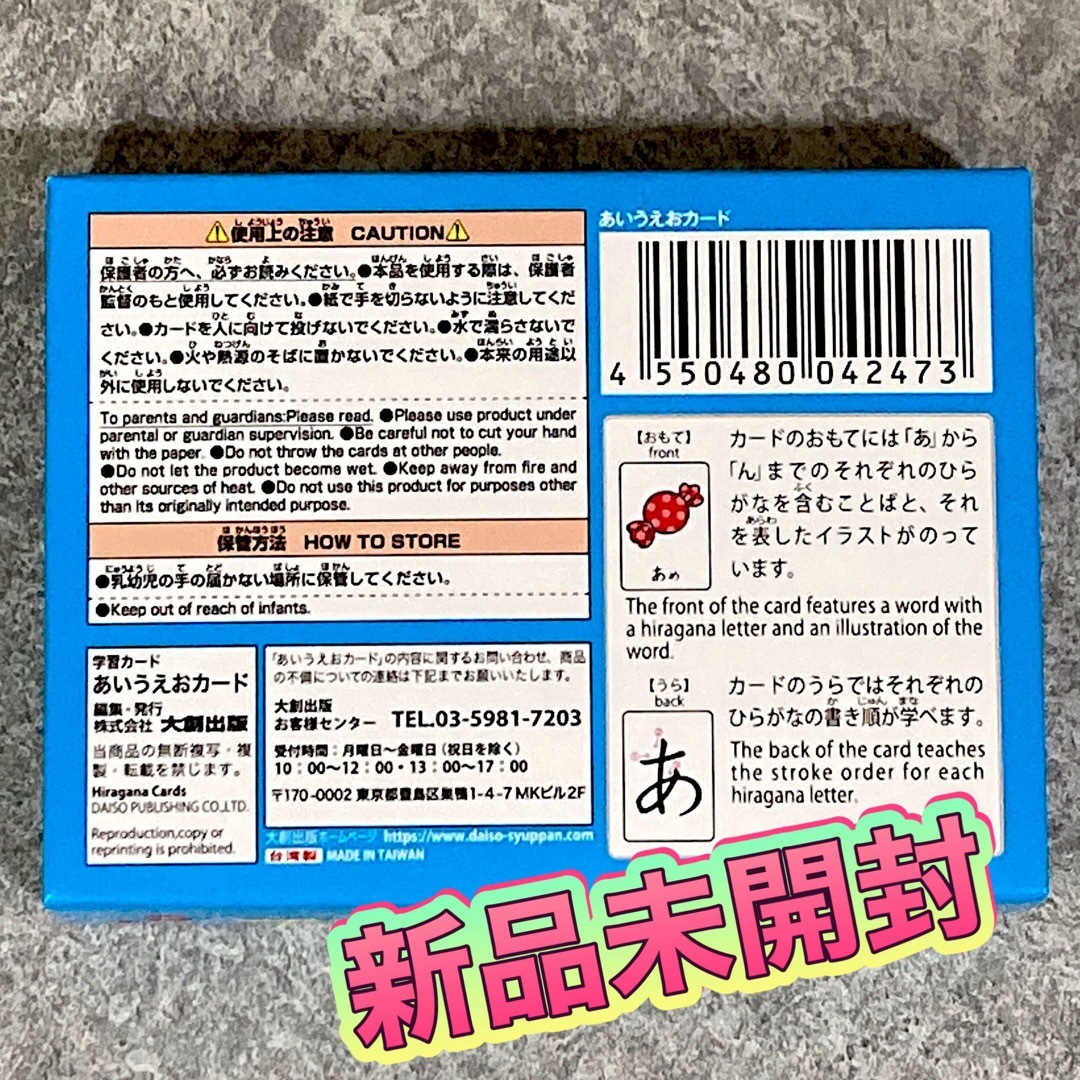 ⚠使用上の注意 CAUTION⚠
保護者の方へ、必ずお読みください。●本品を使用する際は、保護者
監督のもと使用してください。●紙で手を切らないように注意してくだ
さい。●カードを人に向けて投げないでください。●水で濡らさないで
ください。●火や熱源のそばに置かないでください。●本来の用途以
外に使用しないでください。
To parents and guardians:Please read. ●Please use product under
parental or guardian supervision. ●Be careful not to cut your hand
with the paper. ●Do not throw the cards at other people.
●Do not let the product become wet. ●Keep away from fire and
other sources of heat. ●Do not use this product for purposes other
than its originally intended purpose.
保管方法 HOW TO STORE
●乳幼児の手の届かない場所に保管してください。
●Keep out of reach of infants.
学習カード
あいうえおカード
編集・発行
株式会社 大創出版
当商品の無断複写・複
製・転載を禁じます。
Hiragana Cards
DAISO PUBLISHING CO.,LTD.
Reproduction,copy or
reprinting is prohibited.
「あいうえおカード」の内容に関するお問い合わせ、商品
の不備についての連絡は下記までお願いいたします。
大創出版
お客様センター TEL.03-5981-7203
受付時間:月曜日~金曜日(祝日を除く)
10:00~12:00・13:00~17:00
〒170-0002 東京都豊島区巣鴨1-4-7 MKビル2F
大創出版ホームページ https://www.daiso-syuppan.com
台湾製 MADE IN TAIWAN
あいうえおカード
4 550480 042473
【おもて】
front
あめ
カードのおもてには「あ」から
「ん」までのそれぞれのひら
がなを含むことばと、それ
を表したイラストがのって
います。
The front of the card features a word with
a hiragana letter and an illustration of the
word.
【うら】
back
あ
カードのうらではそれぞれの
ひらがなの書き順が学べます。
The back of the card teaches
the stroke order for each
hiragana letter.
新品未開封